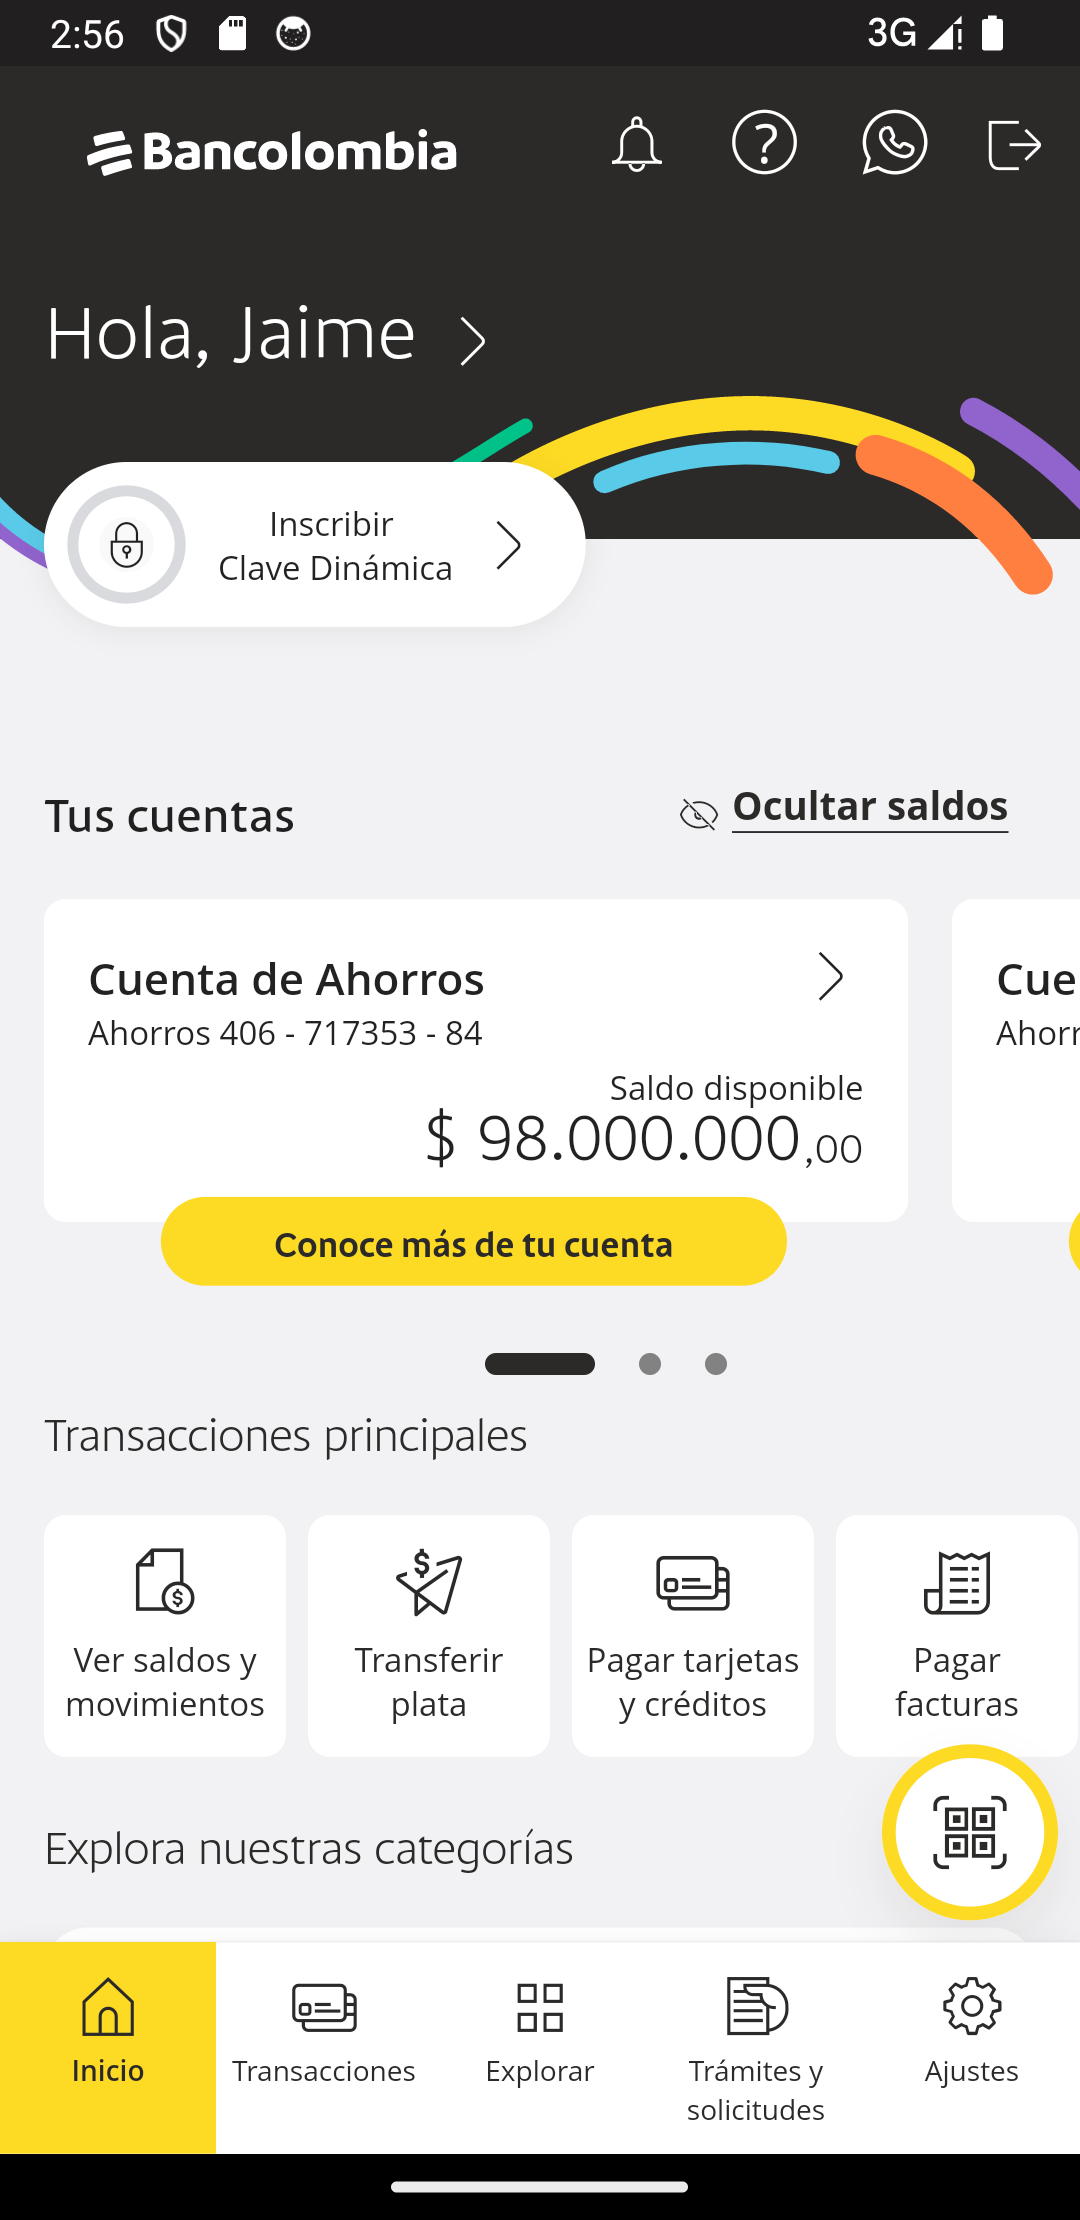 2:56
3G
Bancolombia
Hola, Jaime
Inscribir
Clave Dinámica
Tus cuentas
Ocultar saldos
Cuenta de Ahorros
Ahorros 406 - 717353 - 84
Saldo disponible
$ 98.000.000,00
Conoce más de tu cuenta
Cue
Ahorr
Transacciones principales
Ver saldos y
movimientos
Transferir
plata
Pagar tarjetas
y créditos
Pagar
facturas
Explora nuestras categorías
Inicio
Transacciones
Explorar
Trámites y
solicitudes
Ajustes